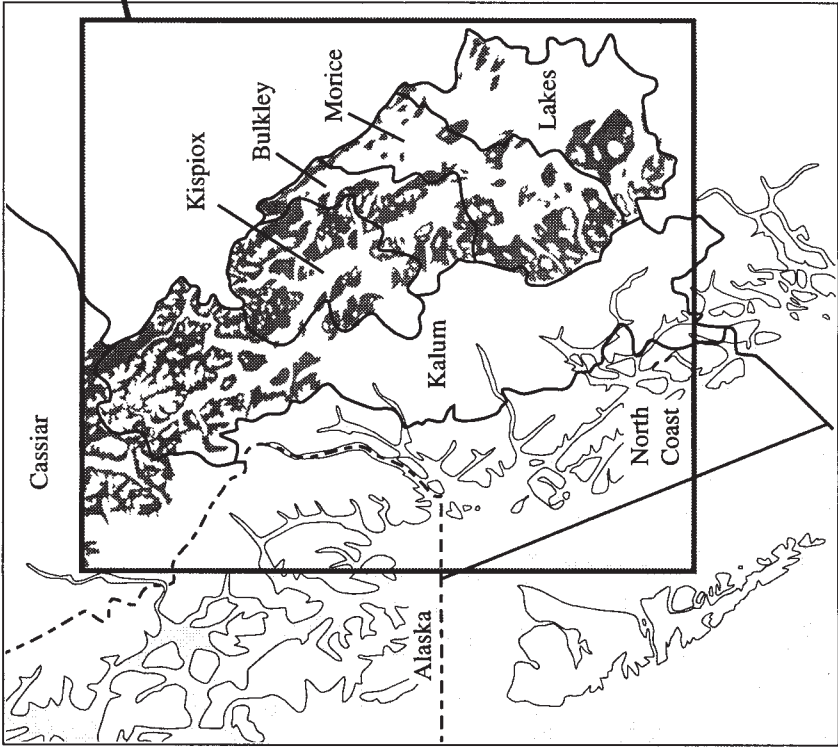 Cassiar
Kispiox
Bulkley
Morice
Lakes
Kalum
North
Coast
Alaska